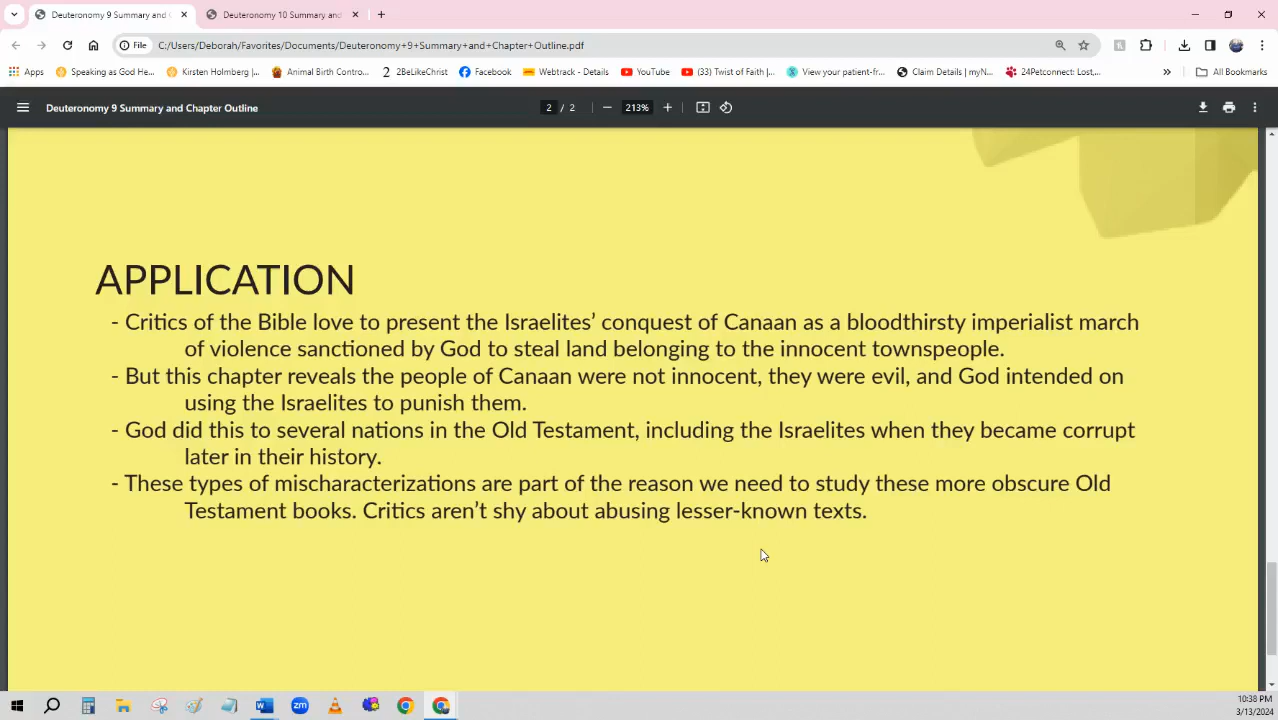 Deuteronomy 9 Summary and
Deuteronomy 10 Summary and
File
C:/Users/Deborah/Favorites/Documents/Deuteronomy+9+Summary+and+Chapter+Outline.pdf
Apps
Speaking as God He...
Kirsten Holmberg |...
Animal Birth Contro...
2 2BeLikeChrist
Facebook
Webtrack - Details
YouTube
(33) Twist of Faith |...
View your patient-fr...
Claim Details | myN...
24Petconnect: Lost,...
All Bookmarks
Deuteronomy 9 Summary and Chapter Outline
2 / 2
213%
APPLICATION
- Critics of the Bible love to present the Israelites’ conquest of Canaan as a bloodthirsty imperialist march
of violence sanctioned by God to steal land belonging to the innocent townspeople.
- But this chapter reveals the people of Canaan were not innocent, they were evil, and God intended on
using the Israelites to punish them.
- God did this to several nations in the Old Testament, including the Israelites when they became corrupt
later in their history.
- These types of mischaracterizations are part of the reason we need to study these more obscure Old
Testament books. Critics aren’t shy about abusing lesser-known texts.
zm
10:38 PM
3/13/2024